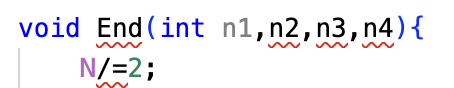 void End(int n1,n2,n3,n4){
N/=2;